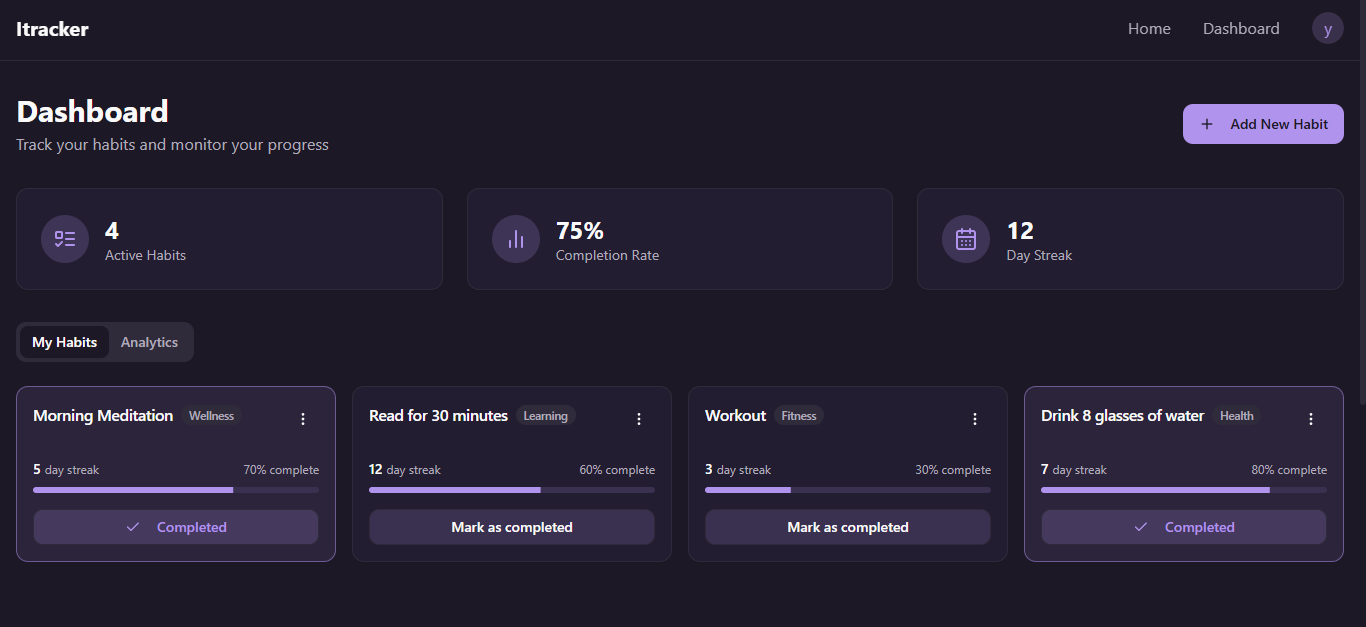 Itracker
Home Dashboard y
Dashboard
Track your habits and monitor your progress
+ Add New Habit
4
Active Habits
75%
Completion Rate
12
Day Streak
My Habits Analytics
Morning Meditation Wellness
5 day streak 70% complete
Completed
Read for 30 minutes Learning
12 day streak 60% complete
Mark as completed
Workout Fitness
3 day streak 30% complete
Mark as completed
Drink 8 glasses of water Health
7 day streak 80% complete
Completed